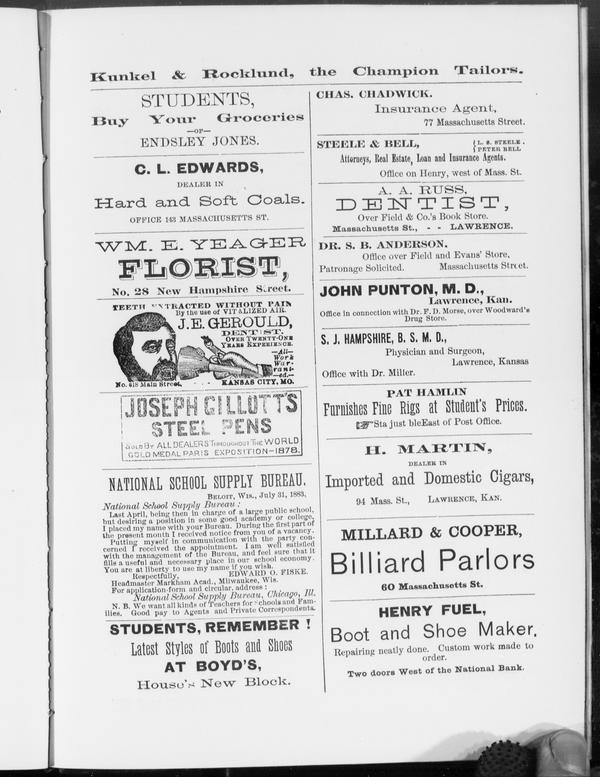 Kunkel & Rocklund, the Champion Tailors.
STUDENTS,
Buy Your Groceries
—OF—
ENDSLEY JONES.
C. L. EDWARDS,
DEALER IN
Hard and Soft Coals.
OFFICE 143 MASSACHUSETTS ST.
WM. E. YEAGER
FLORIST,
No. 28 New Hampshire Street.
TEETH EXTRACTED WITHOUT PAIN
By the use of VITALIZED AIR.
J. E. GEROULD,
DENTIST.
OVER TWENTY-ONE
YEARS EXPERIENCE.
—All—
Work
War-
rant-
—ed.—
No. 618 Main Street, - - - KANSAS CITY, MO.
JOSEPH GILLOTT'S
STEEL PENS
SOLD BY ALL DEALERS THROUGHOUT THE WORLD
GOLD MEDAL PARIS EXPOSITION-1878.
NATIONAL SCHOOL SUPPLY BUREAU.
BELOIT, WIS., July 31, 1883,
National School Supply Bureau:
Last April, being then in charge of a large public school,
but desiring a position in some good academy or college,
I placed my name with your Bureau. During the first part of
the present month I received notice from you of a vacancy.
Putting myself in communication with the party con-
cerned I received the appointment. I am well satisfied
with the management of the Bureau, and feel sure that it
fills a useful and necessary place in our school economy.
You are at liberty to use my name if you wish.
Respectfully, EDWARD O. FISKE.
Headmaster Markham Acad., Milwaukee, Wis.
For application-form and circular, address:
National School Supply Bureau, Chicago, Ill.
N. B. We want all kinds of Teachers for Schools and Fam-
ilies. Good pay to Agents and Private Correspondents.
STUDENTS, REMEMBER !
Latest Styles of Boots and Shoes
AT BOYD'S,
House's New Block.
CHAS. CHADWICK.
Insurance Agent,
77 Massachusetts Street.
STEELE & BELL, { L. S. STEELE.
{ PETER BELL
Attorneys, Real Estate, Loan and Insurance Agents.
Office on Henry, west of Mass. St.
A. A. RUSS,
DENTIST,
Over Field & Co.'s Book Store.
Massachusetts St., - - LAWRENCE.
DR. S. B. ANDERSON.
Office over Field and Evans' Store,
Patronage Solicited. Massachusetts Street.
JOHN PUNTON, M. D.,
Lawrence, Kan.
Office in connection with Dr. F. D. Morse, over Woodward's
Drug Store.
S. J. HAMPSHIRE, B. S. M. D.,
Physician and Surgeon,
Lawrence, Kansas
Office with Dr. Miller.
PAT HAMLIN
Furnishes Fine Rigs at Student's Prices.
☞Sta just bleEast of Post Office.
H. MARTIN,
DEALER IN
Imported and Domestic Cigars,
94 Mass. St., LAWRENCE, KAN.
MILLARD & COOPER,
Billiard Parlors
60 Massachusetts St.
HENRY FUEL,
Boot and Shoe Maker.
Repairing neatly done. Custom work made to
order.
Two doors West of the National Bank.